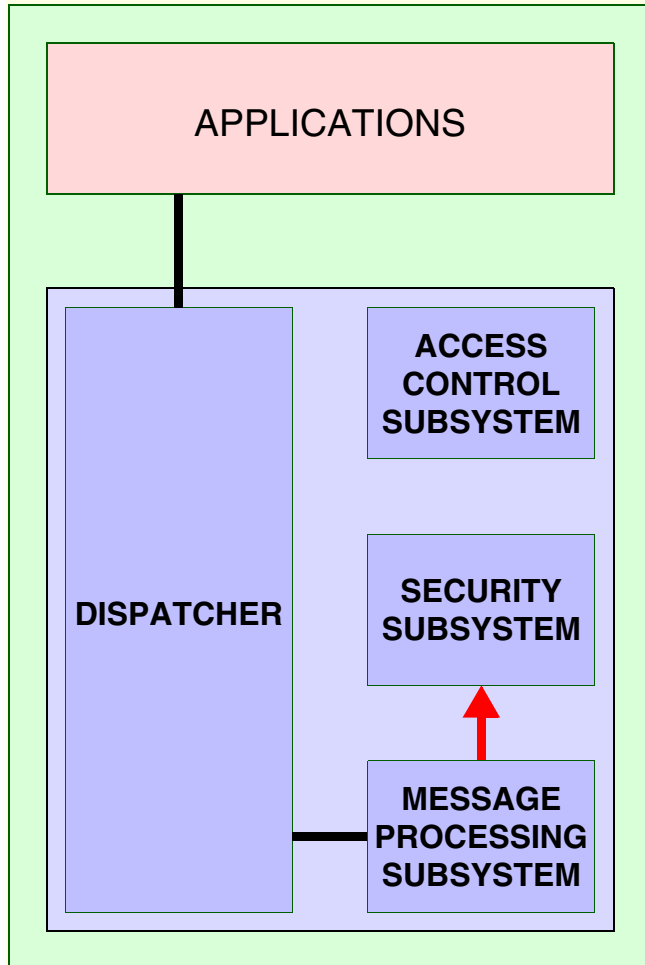 APPLICATIONS
ACCESS
CONTROL
SUBSYSTEM
DISPATCHER
SECURITY
SUBSYSTEM
MESSAGE
PROCESSING
SUBSYSTEM